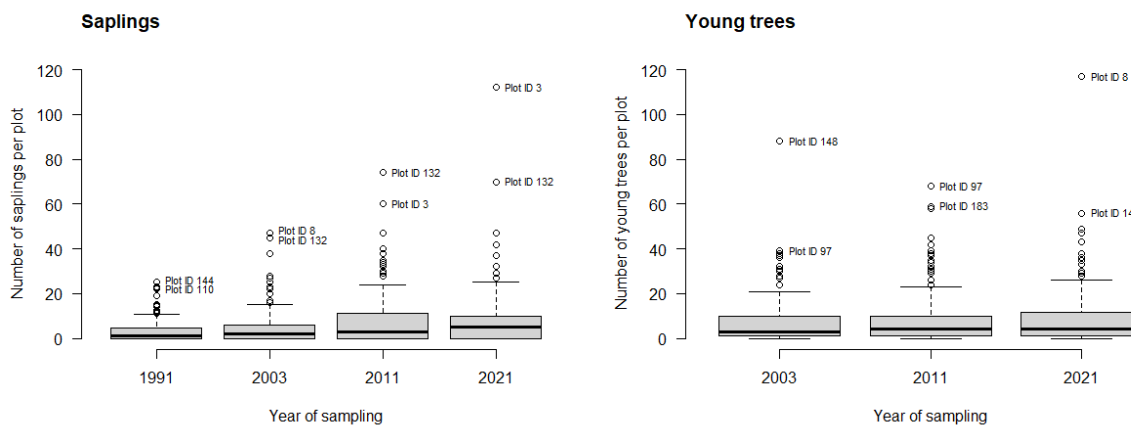 Saplings
Number of saplings per plot
120
100
80
60
40
20
0
Plot ID 144
Plot ID 110
Plot ID 8
Plot ID 132
Plot ID 132
Plot ID 3
Plot ID 3
Plot ID 132
1991 2003 2011 2021
Year of sampling
Young trees
Number of young trees per plot
120
100
80
60
40
20
0
Plot ID 148
Plot ID 97
Plot ID 97
Plot ID 183
Plot ID 8
Plot ID 14
2003 2011 2021
Year of sampling